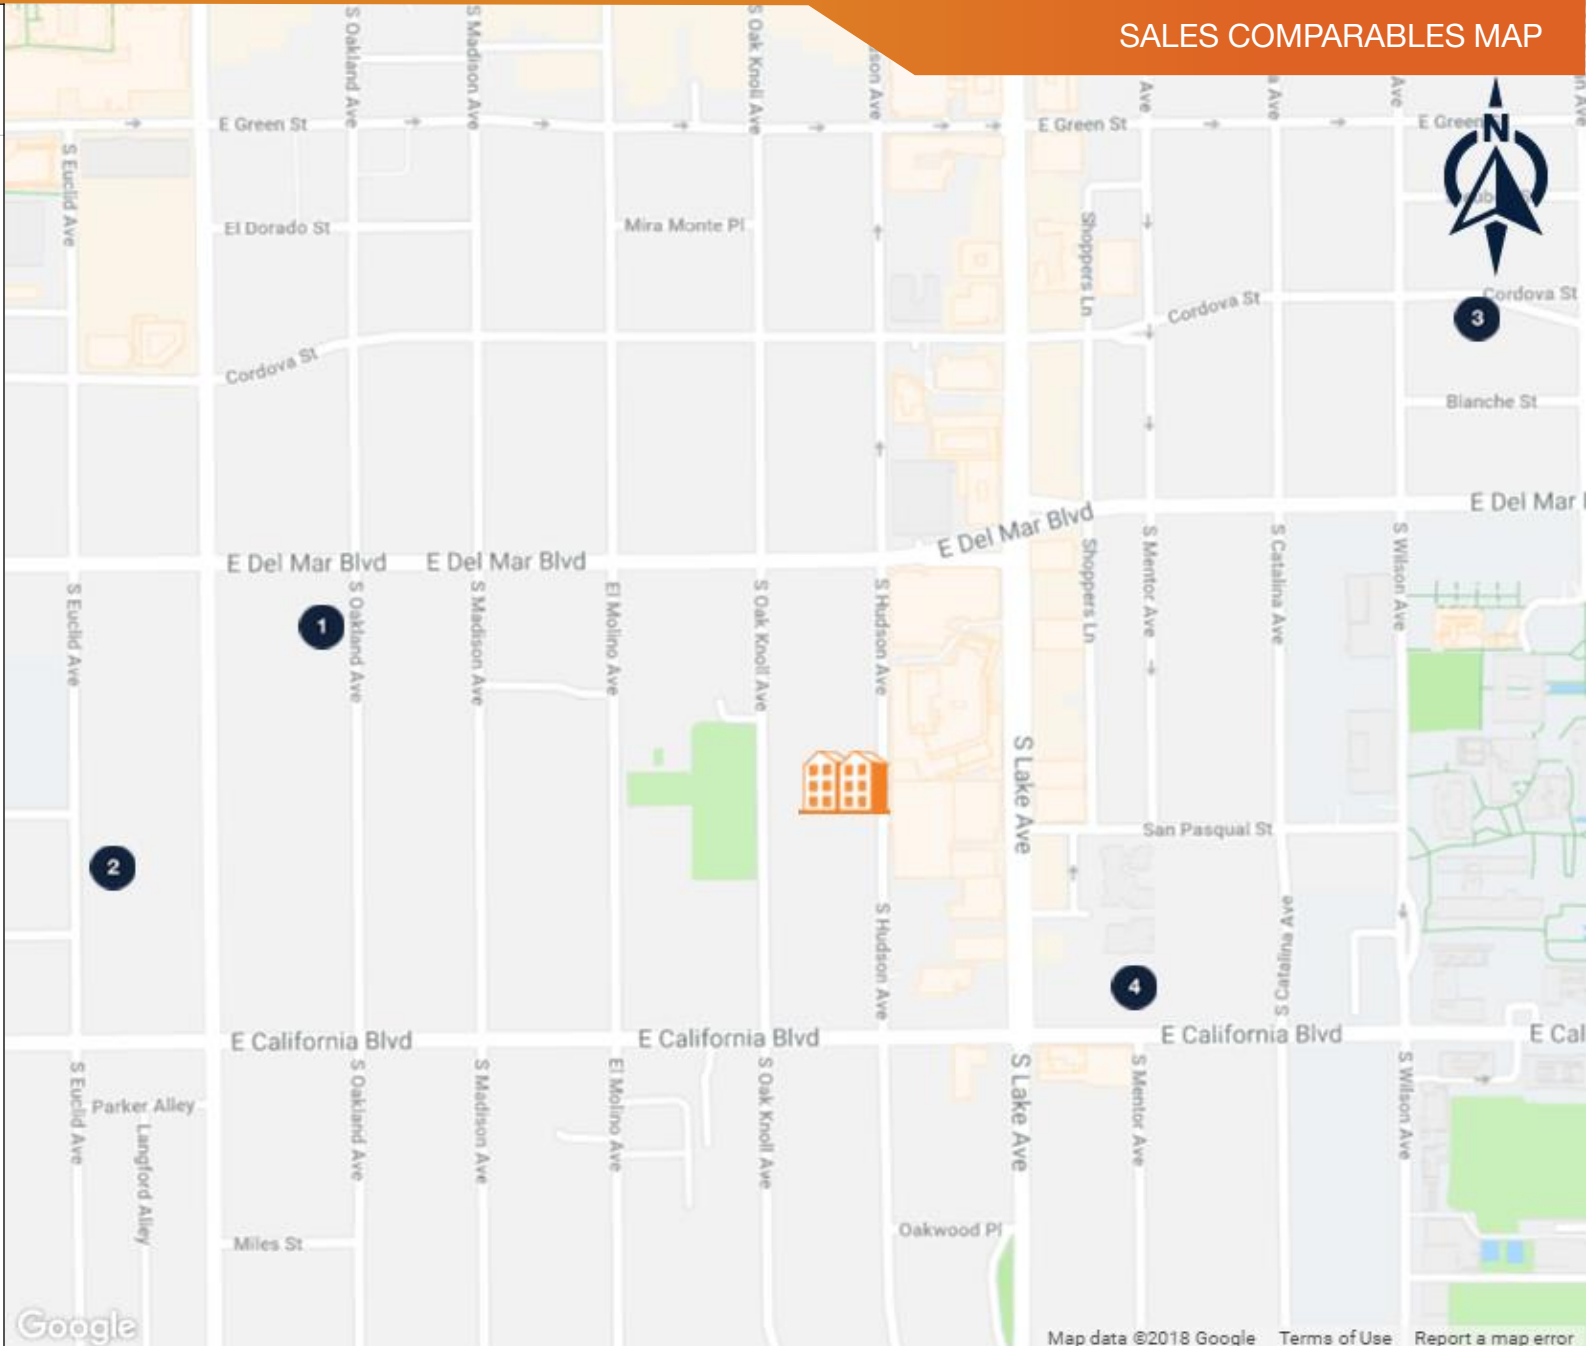 SALES COMPARABLES MAP
S Oakland Ave
S Madison Ave
S Oak Knoll Ave
son Ave
Ave
a Ave
Ave
n Ave
E Green St
E Green St
E Green
N
S Euclid Ave
El Dorado St
Mira Monte Pl
Shoppers Ln
Cordova St
Cordova St
3
Cordova St
Blanche St
E Del Mar
E Del Mar Blvd
E Del Mar Blvd
E Del Mar Blvd
S Euclid Ave
1
S Oakland Ave
S Madison Ave
El Molino Ave
S Oak Knoll Ave
S Hudson Ave
Shoppers Ln
S Mentor Ave
S Catalina Ave
S Wilson Ave
S Lake Ave
San Pasqual St
2
S Hudson Ave
S Catalina Ave
4
E California Blvd
E California Blvd
E California Blvd
E Cal
S Euclid Ave
Parker Alley
Langford Alley
S Oakland Ave
S Madison Ave
El Molino Ave
S Oak Knoll Ave
S Lake Ave
S Mentor Ave
S Wilson Ave
Miles St
Oakwood Pl
Google
Map data ©2018 Google Terms of Use Report a map error